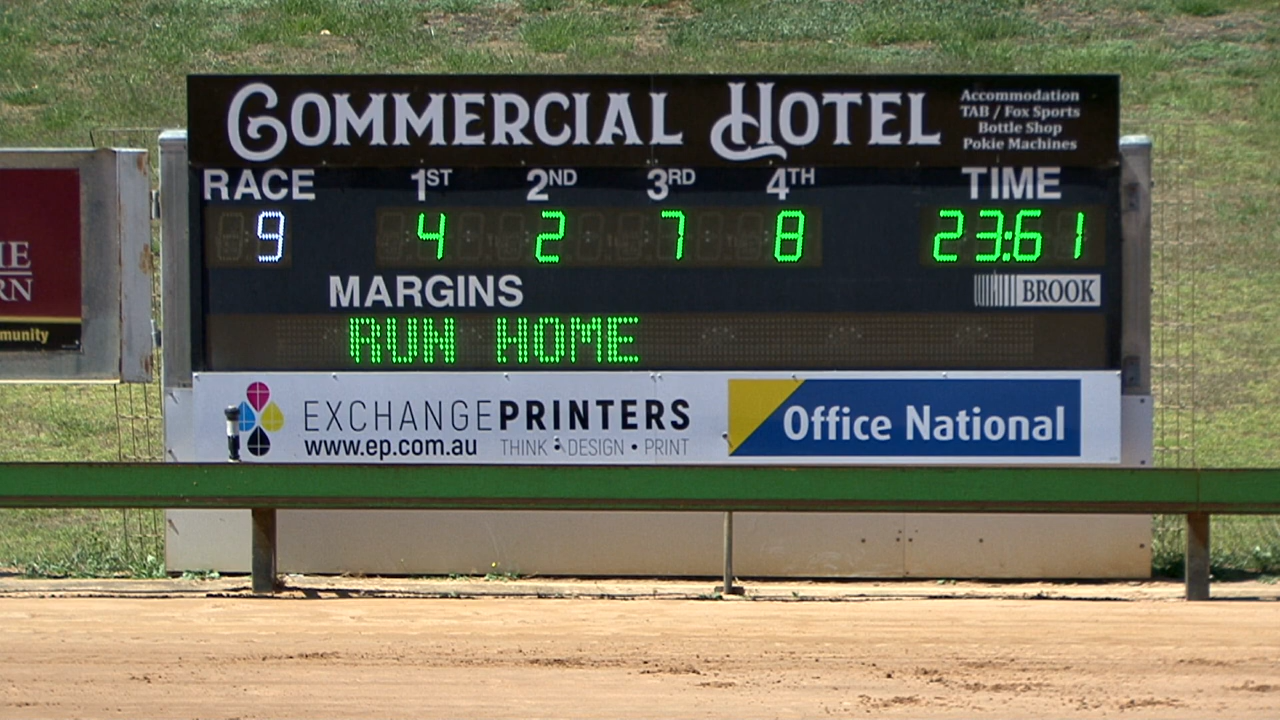 COMMERCIAL HOTEL
Accommodation
TAB / Fox Sports
Bottle Shop
Pokie Machines
RACE 1ST 2ND 3RD 4TH TIME
9 4 2 7 8 23:61
MARGINS
BROOK
RUN HOME
IE
RN
munity
EXCHANGEPRINTERS
www.ep.com.au THINK • DESIGN • PRINT
Office National